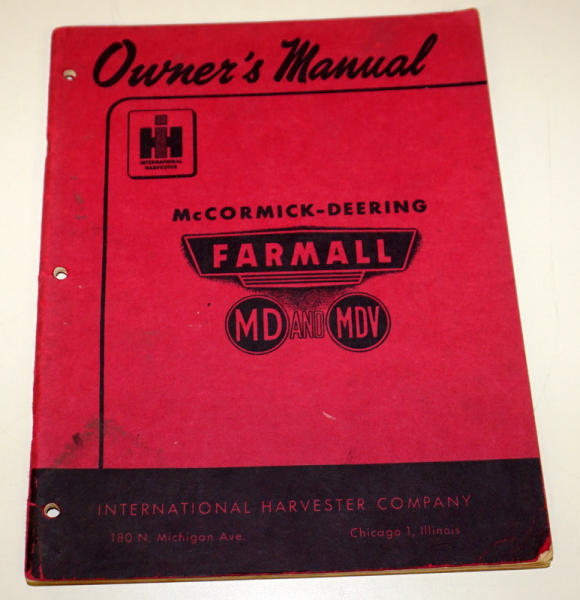 Owner's Manual
IH
INTERNATIONAL
HARVESTER
McCORMICK-DEERING
FARMALL
MD AND MDV
INTERNATIONAL HARVESTER COMPANY
180 N. Michigan Ave. Chicago 1, Illinois